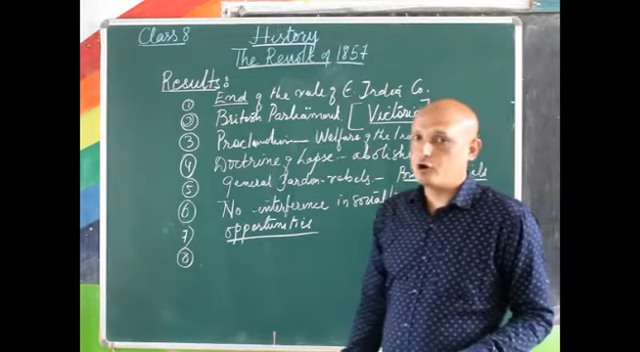 Class 8
History
The Revolt of 1857
Results:
① End of the rule of E. India Co.
② British Parliament [Victoria]
③ Proclamation – Welfare of the
④ Doctrine of Lapse – abolish
⑤ General Pardon - rebels –
⑥ No interference in social
⑦ opportunities
⑧